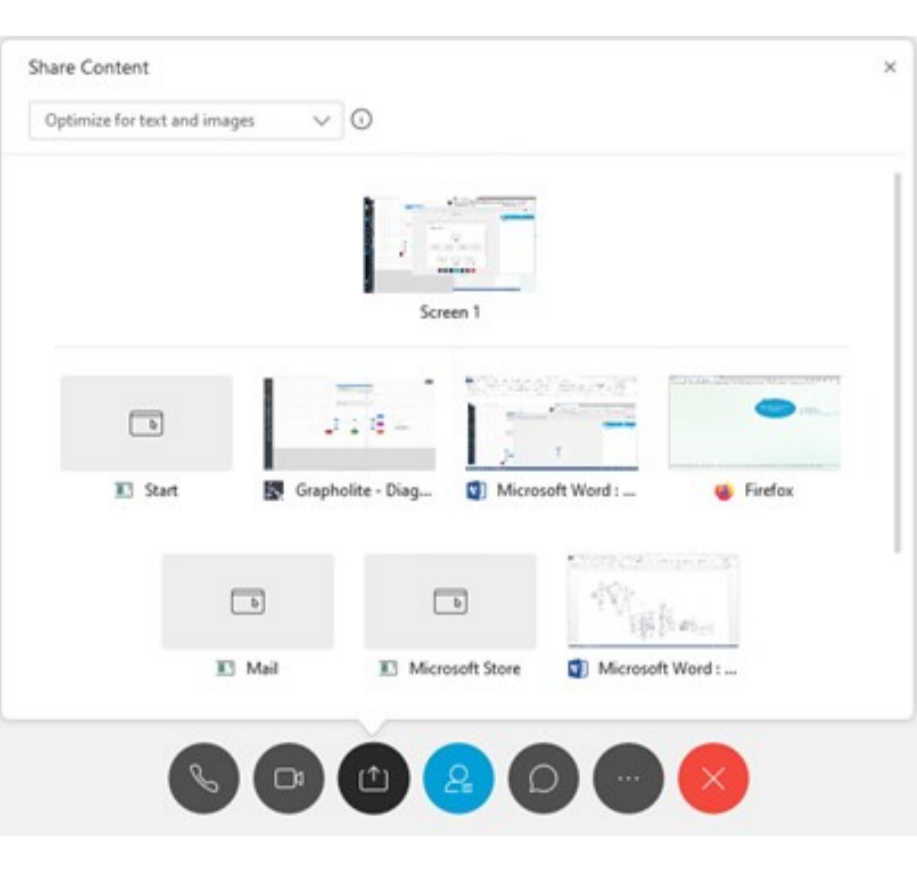 Share Content
Optimize for text and images
Screen 1
Start
Grapholite - Diag...
Microsoft Word : ...
Firefox
Mail
Microsoft Store
Microsoft Word : ...